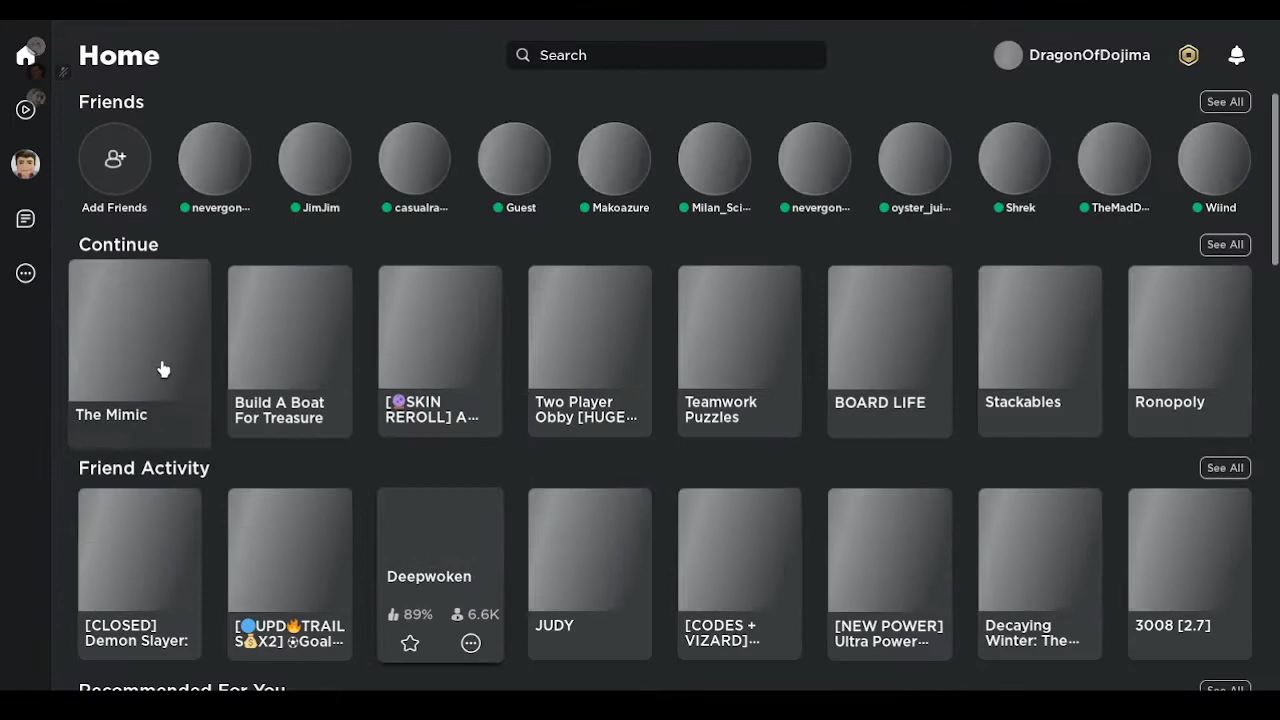 Home
Search
DragonOfDojima
Friends
See All
Add Friends
nevergon...
JimJim
casualra...
Guest
Makoazure
Milan_Sci...
nevergon...
oyster_jui...
Shrek
TheMadD...
Wiind
Continue
See All
The Mimic
Build A Boat
For Treasure
[🔮SKIN
REROLL] A...
Two Player
Obby [HUGE...
Teamwork
Puzzles
BOARD LIFE
Stackables
Ronopoly
Friend Activity
See All
[CLOSED]
Demon Slayer:
[🔵UPD🔥TRAIL
S💰X2] ⚽Goal...
Deepwoken
89% 6.6K
JUDY
[CODES +
VIZARD]...
[NEW POWER]
Ultra Power...
Decaying
Winter: The...
3008 [2.7]
Recommended For You
See All